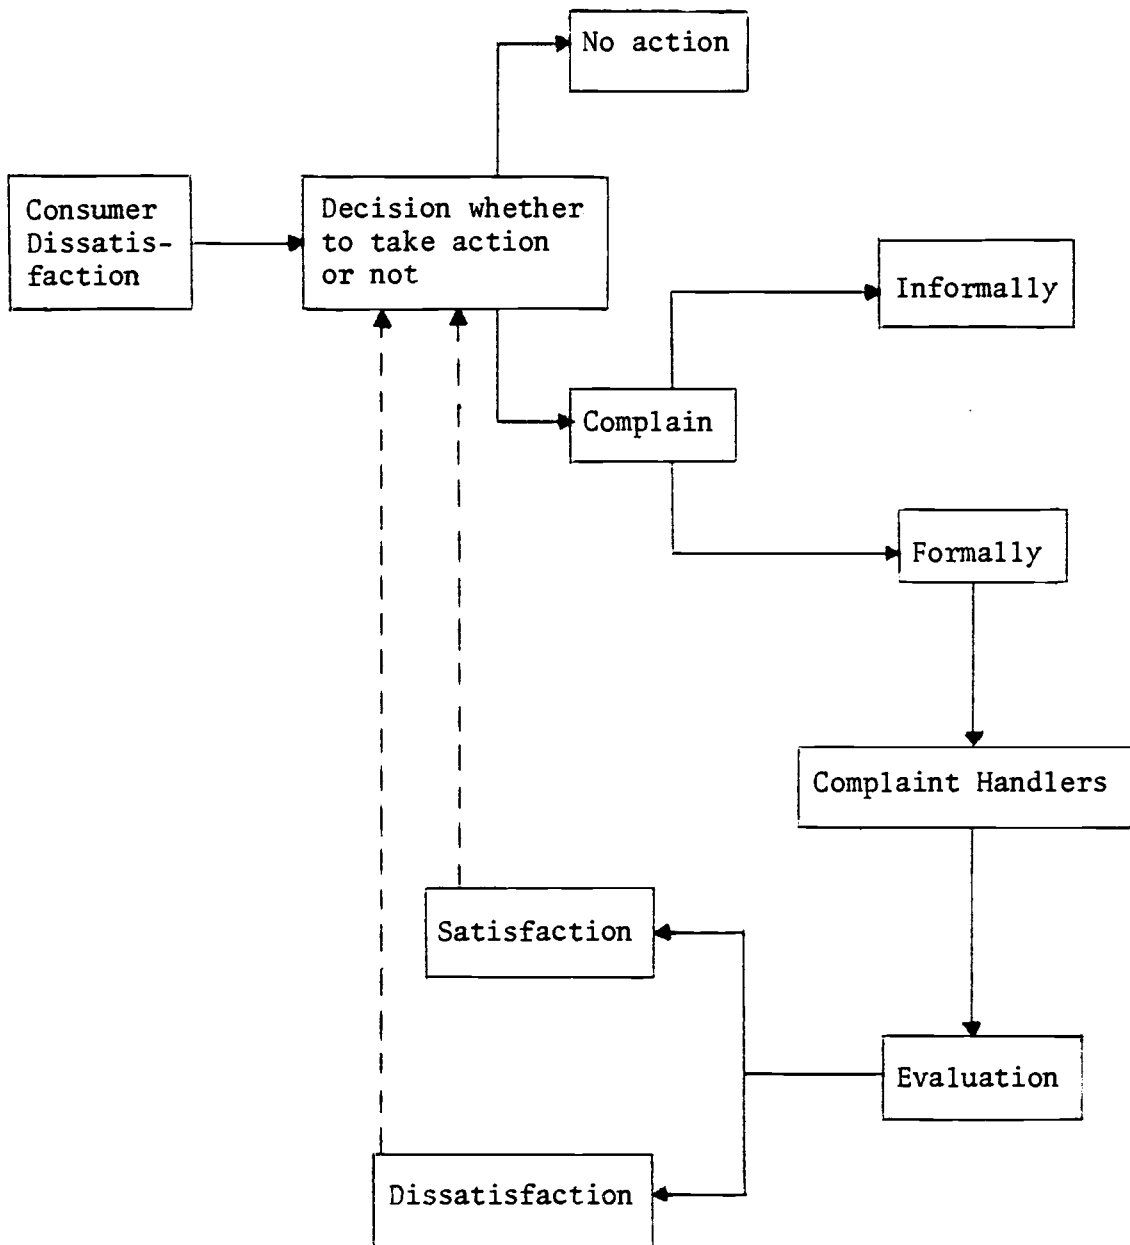 No action
Consumer
Dissatis-
faction
Decision whether
to take action
or not
Informally
Complain
Formally
Complaint Handlers
Satisfaction
Evaluation
Dissatisfaction